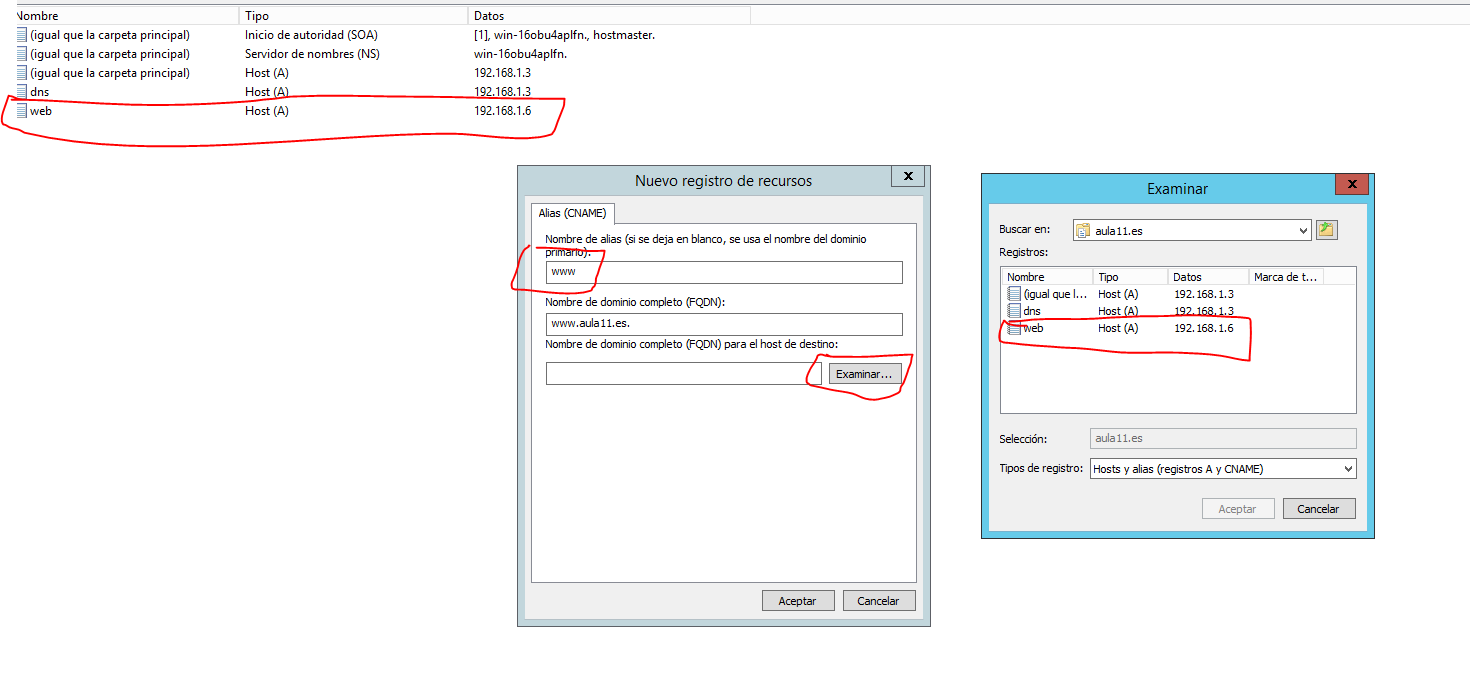 Nombre Tipo Datos
(igual que la carpeta principal) Inicio de autoridad (SOA) [1], win-16obu4aplfn., hostmaster.
(igual que la carpeta principal) Servidor de nombres (NS) win-16obu4aplfn.
(igual que la carpeta principal) Host (A) 192.168.1.3
dns Host (A) 192.168.1.3
web Host (A) 192.168.1.6
Nuevo registro de recursos
x
Alias (CNAME)
Nombre de alias (si se deja en blanco, se usa el nombre del dominio
primario):
www
Nombre de dominio completo (FQDN):
www.aula11.es.
Nombre de dominio completo (FQDN) para el host de destino:
Examinar...
Aceptar Cancelar
Examinar
x
Buscar en: aula11.es
Registros:
Nombre Tipo Datos Marca de t...
(igual que l... Host (A) 192.168.1.3
dns Host (A) 192.168.1.3
web Host (A) 192.168.1.6
Selección: aula11.es
Tipos de registro: Hosts y alias (registros A y CNAME)
Aceptar Cancelar